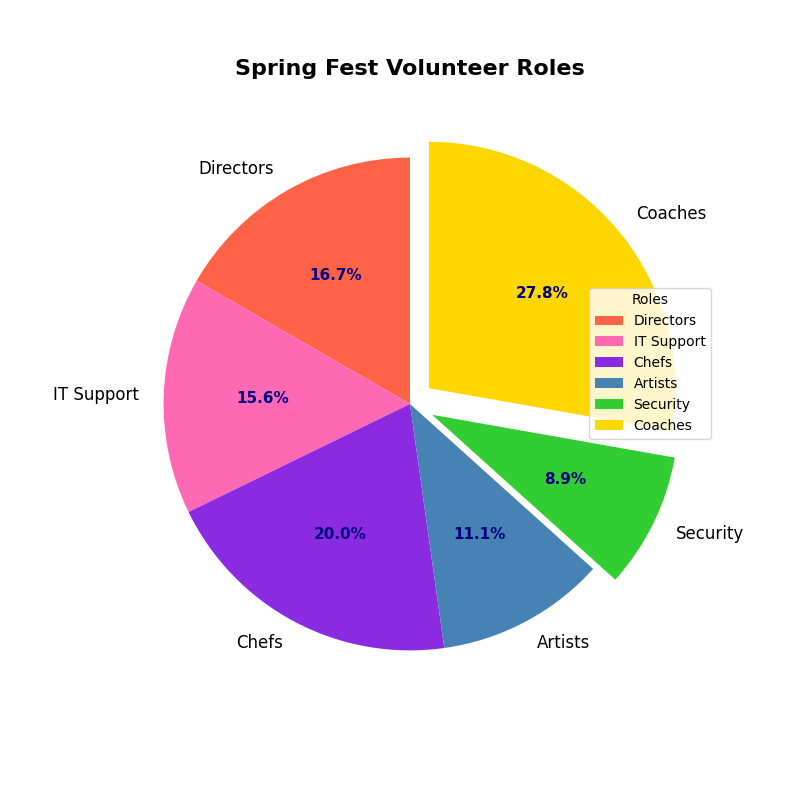 Spring Fest Volunteer Roles
Directors
Coaches
16.7%
27.8%
Roles
Directors
IT Support
Chefs
Artists
Security
Coaches
IT Support
15.6%
8.9%
20.0%
11.1%
Security
Chefs
Artists